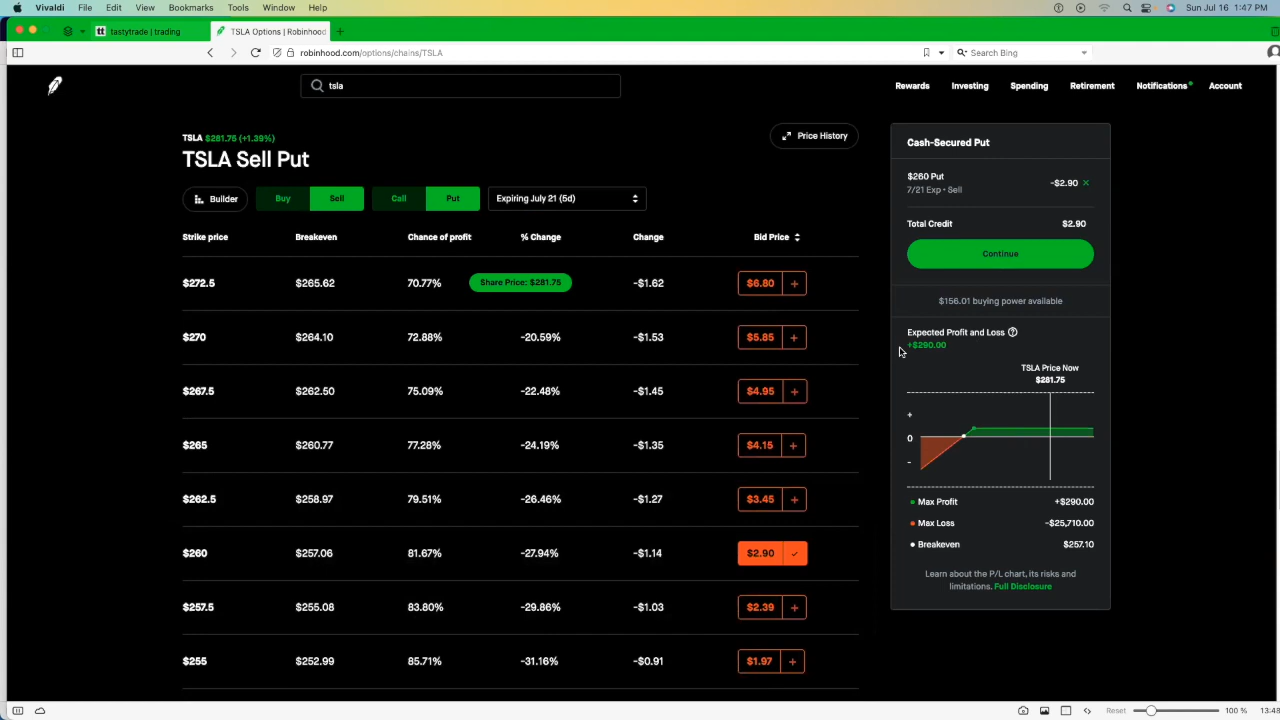 Vivaldi File Edit View Bookmarks Tools Window Help Sun Jul 16 1:47 PM
tt tastytrade | trading TSLA Options | Robinhood
robinhood.com/options/chains/TSLA Search Bing
tsla
Rewards Investing Spending Retirement Notifications Account
TSLA $281.75 (+1.39%)
TSLA Sell Put
Price History
Builder Buy Sell Call Put Expiring July 21 (5d)
Strike price Breakeven Chance of profit % Change Change Bid Price
$272.5 $265.62 70.77% Share Price: $281.75 -$1.62 $6.80 +
$270 $264.10 72.88% -20.59% -$1.53 $5.85 +
$267.5 $262.50 75.09% -22.48% -$1.45 $4.95 +
$265 $260.77 77.28% -24.19% -$1.35 $4.15 +
$262.5 $258.97 79.51% -26.46% -$1.27 $3.45 +
$260 $257.06 81.67% -27.94% -$1.14 $2.90
$257.5 $255.08 83.80% -29.86% -$1.03 $2.39 +
$255 $252.99 85.71% -31.16% -$0.91 $1.97 +
Cash-Secured Put
$260 Put
7/21 Exp • Sell
-$2.90 ×
Total Credit $2.90
Continue
$156.01 buying power available
Expected Profit and Loss ?
+$290.00
TSLA Price Now
$281.75
+
0
-
Max Profit +$290.00
Max Loss -$25,710.00
Breakeven $257.10
Learn about the P/L chart, its risks and
limitations. Full Disclosure
Reset 100 % 13:48